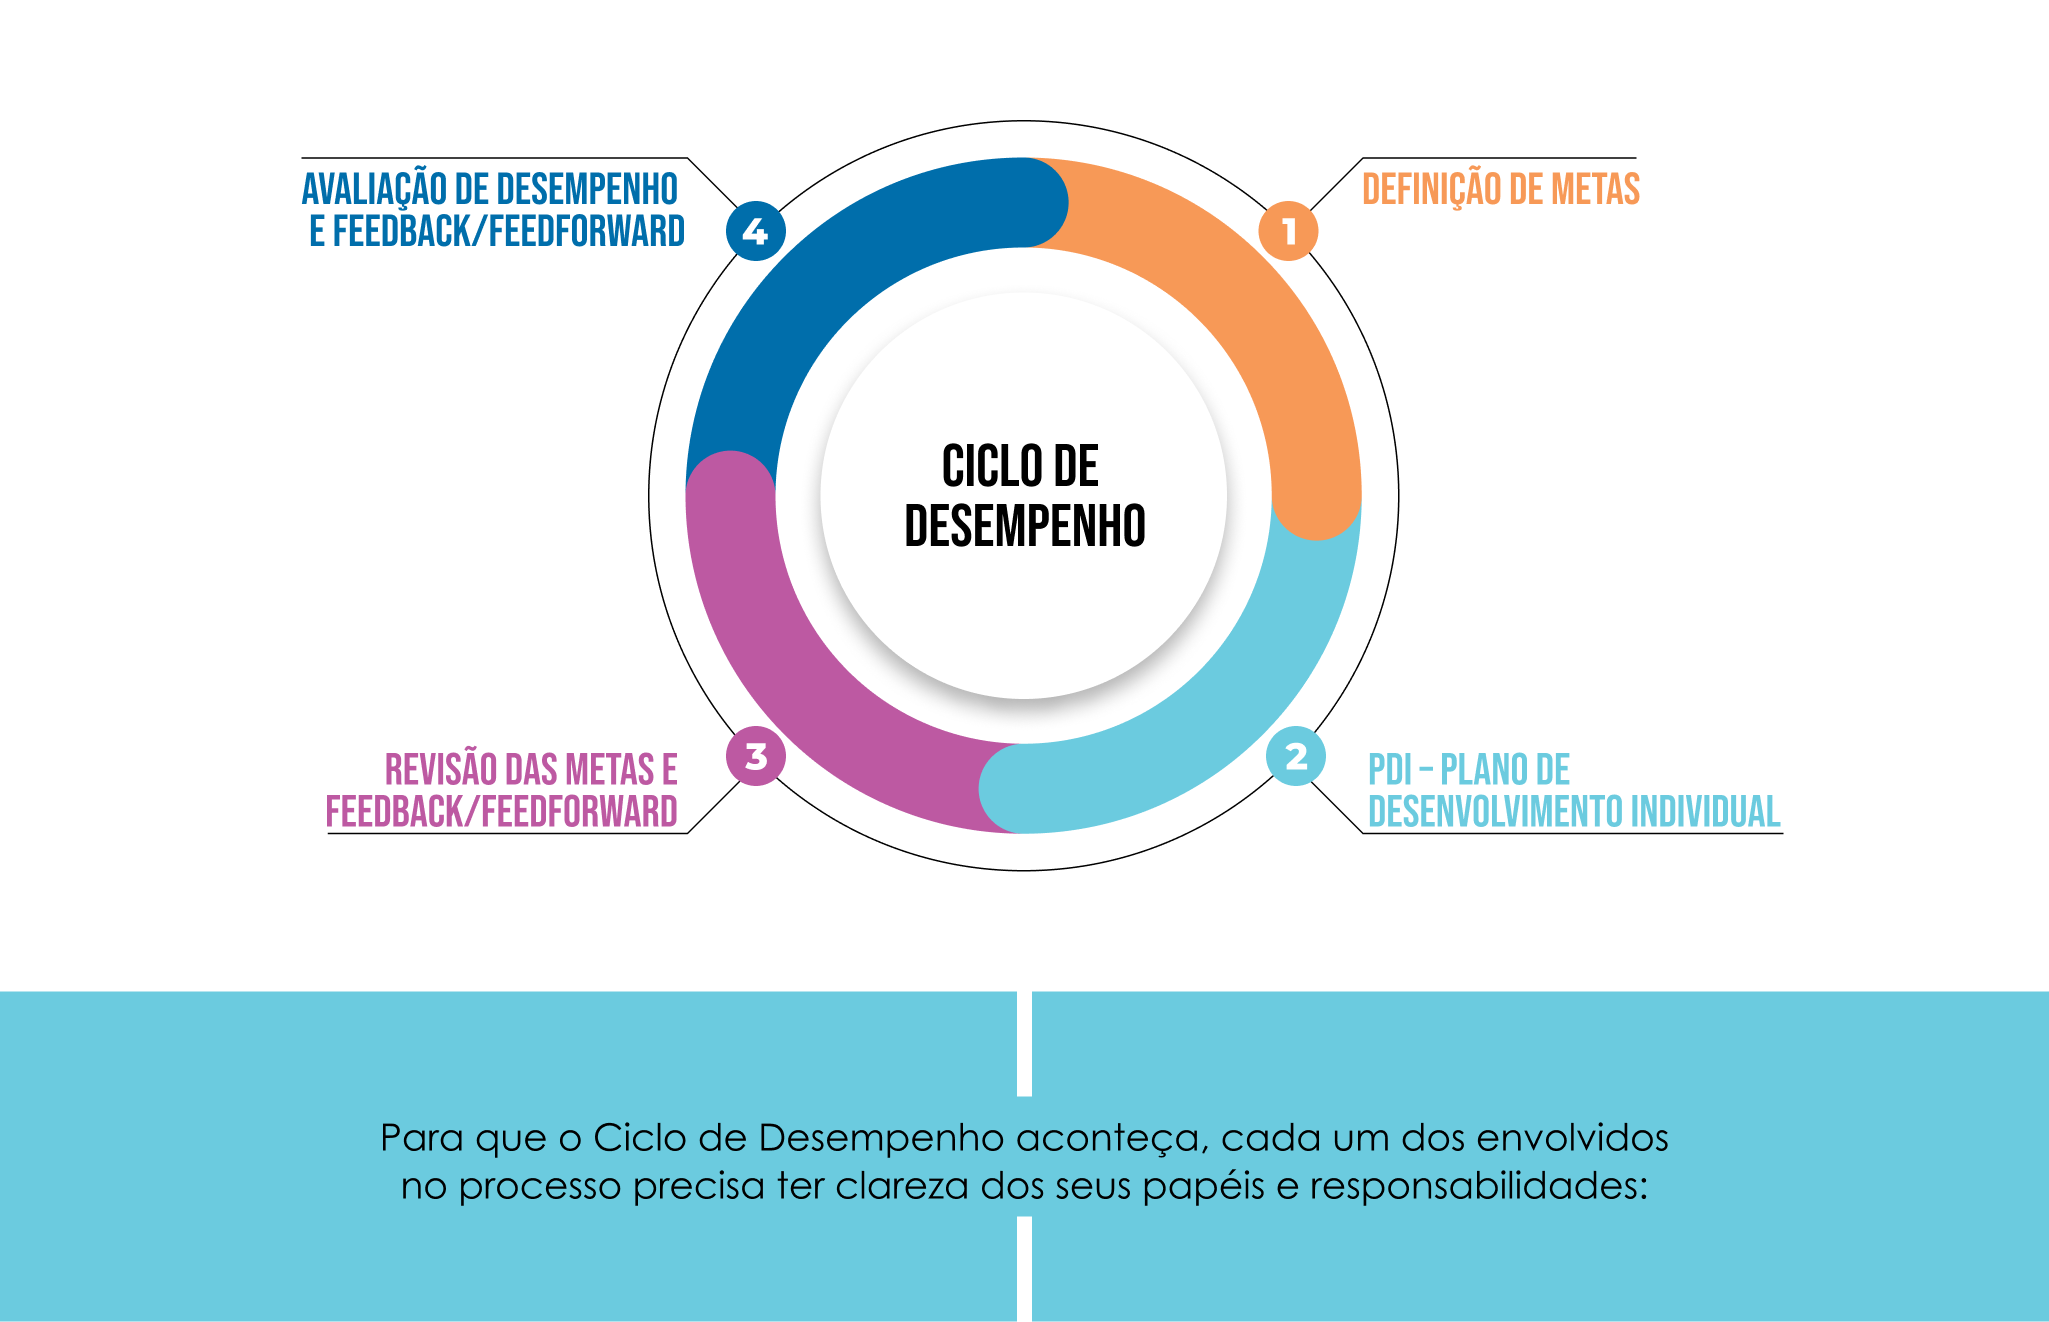 AVALIAÇÃO DE DESEMPENHO
E FEEDBACK/FEEDFORWARD
4
1
DEFINIÇÃO DE METAS
CICLO DE
DESEMPENHO
REVISÃO DAS METAS E
FEEDBACK/FEEDFORWARD
3
2
PDI – PLANO DE
DESENVOLVIMENTO INDIVIDUAL
Para que o Ciclo de Desempenho aconteça, cada um dos envolvidos
no processo precisa ter clareza dos seus papéis e responsabilidades: